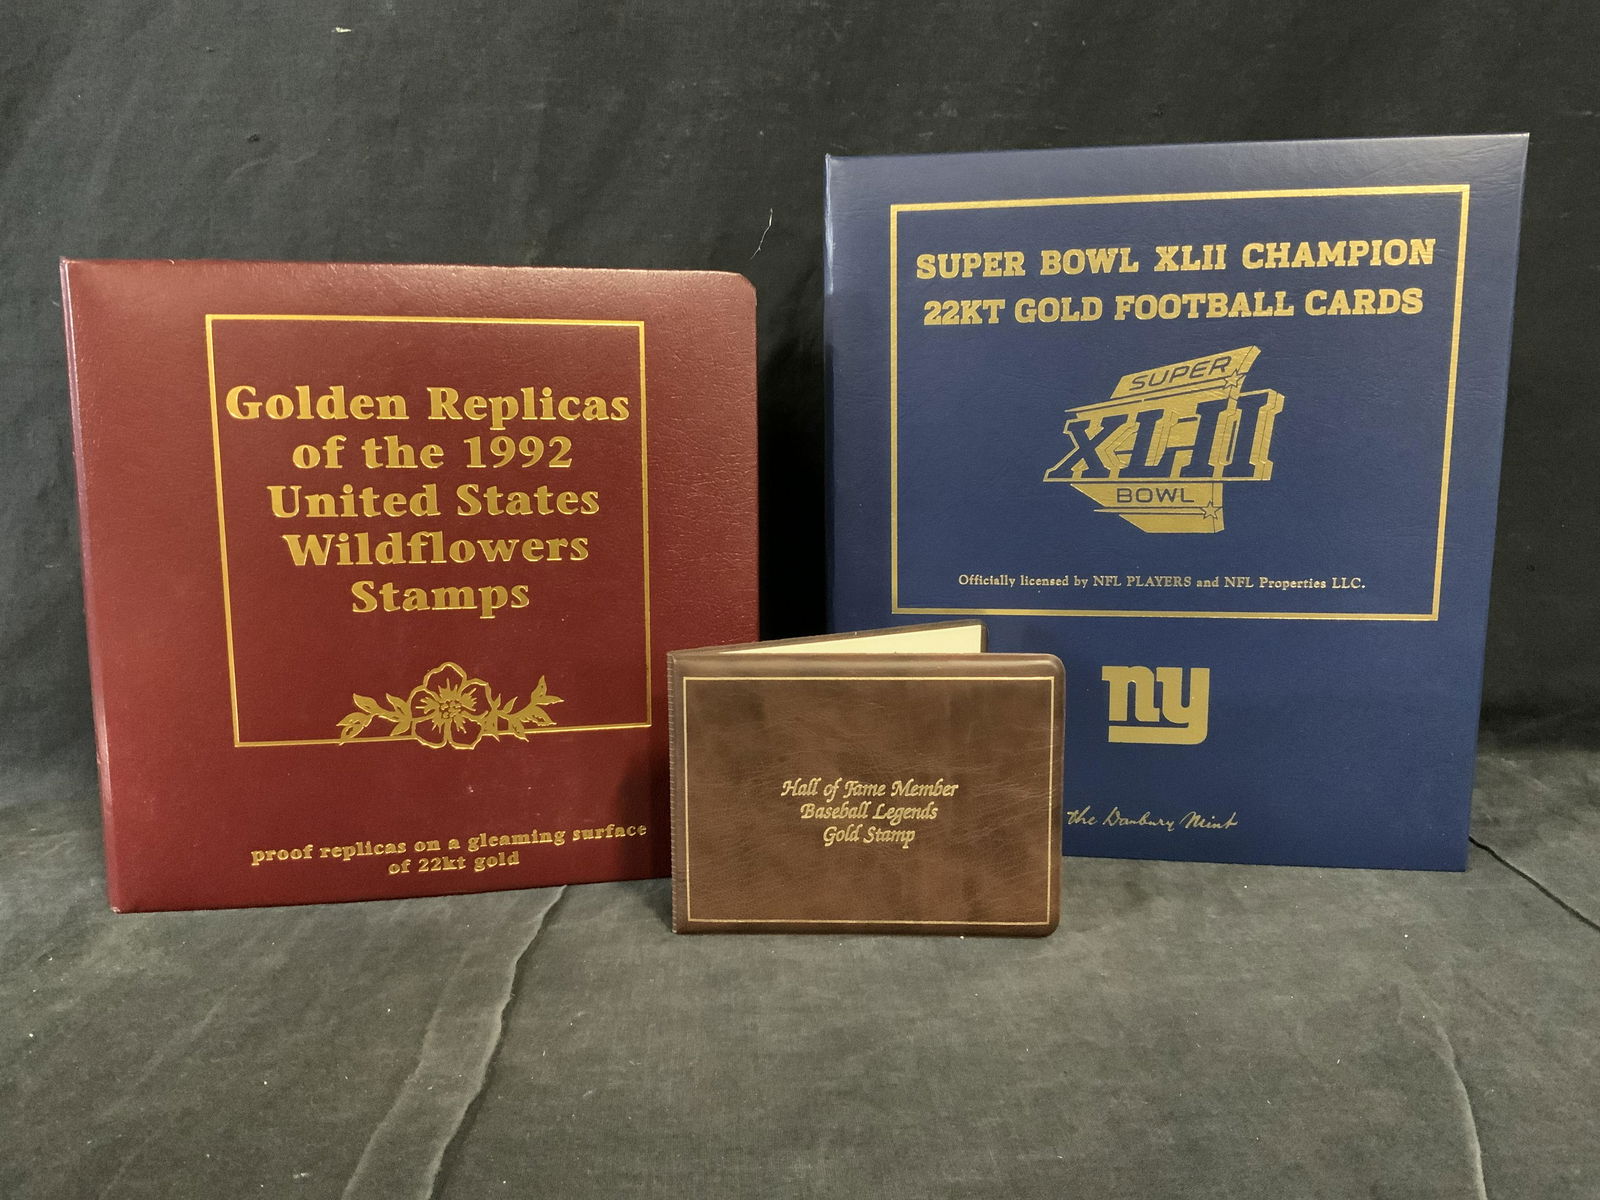 Golden Replicas
of the 1992
United States
Wildflowers
Stamps
proof replicas on a gleaming surface
of 22kt gold
Hall of Fame Member
Baseball Legends
Gold Stamp
SUPER BOWL XLII CHAMPION
22KT GOLD FOOTBALL CARDS
SUPER
XLII
BOWL
Officially licensed by NFL PLAYERS and NFL Properties LLC.
ny
the Danbury Mint